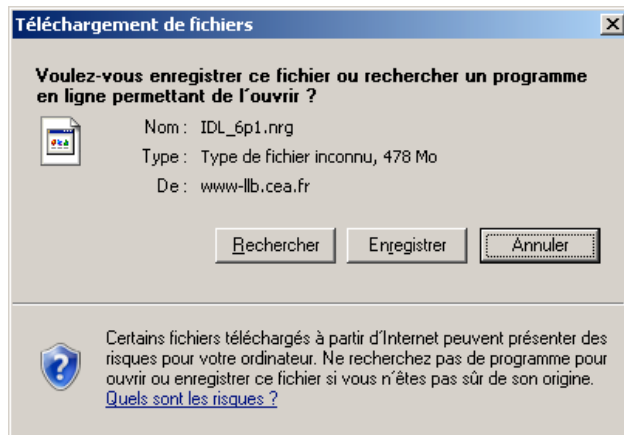 Téléchargement de fichiers
Voulez-vous enregistrer ce fichier ou rechercher un programme
en ligne permettant de l´ouvrir ?
Nom : IDL_6p1.nrg
Type : Type de fichier inconnu, 478 Mo
De : www-llb.cea.fr
Rechercher Enregistrer Annuler
Certains fichiers téléchargés à partir d´Internet peuvent présenter des
risques pour votre ordinateur. Ne recherchez pas de programme pour
ouvrir ou enregistrer ce fichier si vous n´êtes pas sûr de son origine.
Quels sont les risques ?